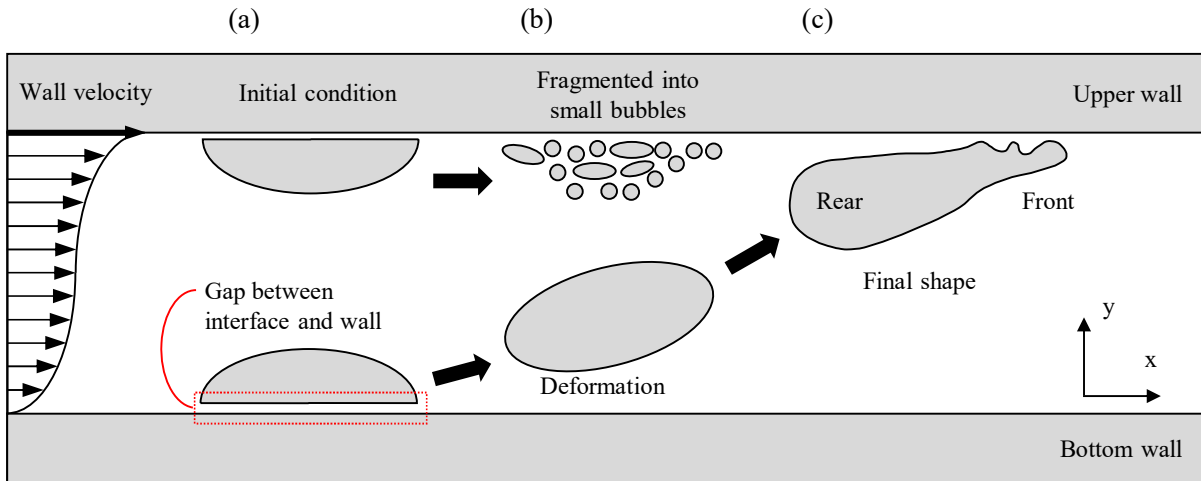 (a)
(b)
(c)
Wall velocity
Initial condition
Fragmented into
small bubbles
Upper wall
Rear
Front
Final shape
Gap between
interface and wall
Deformation
y
x
Bottom wall